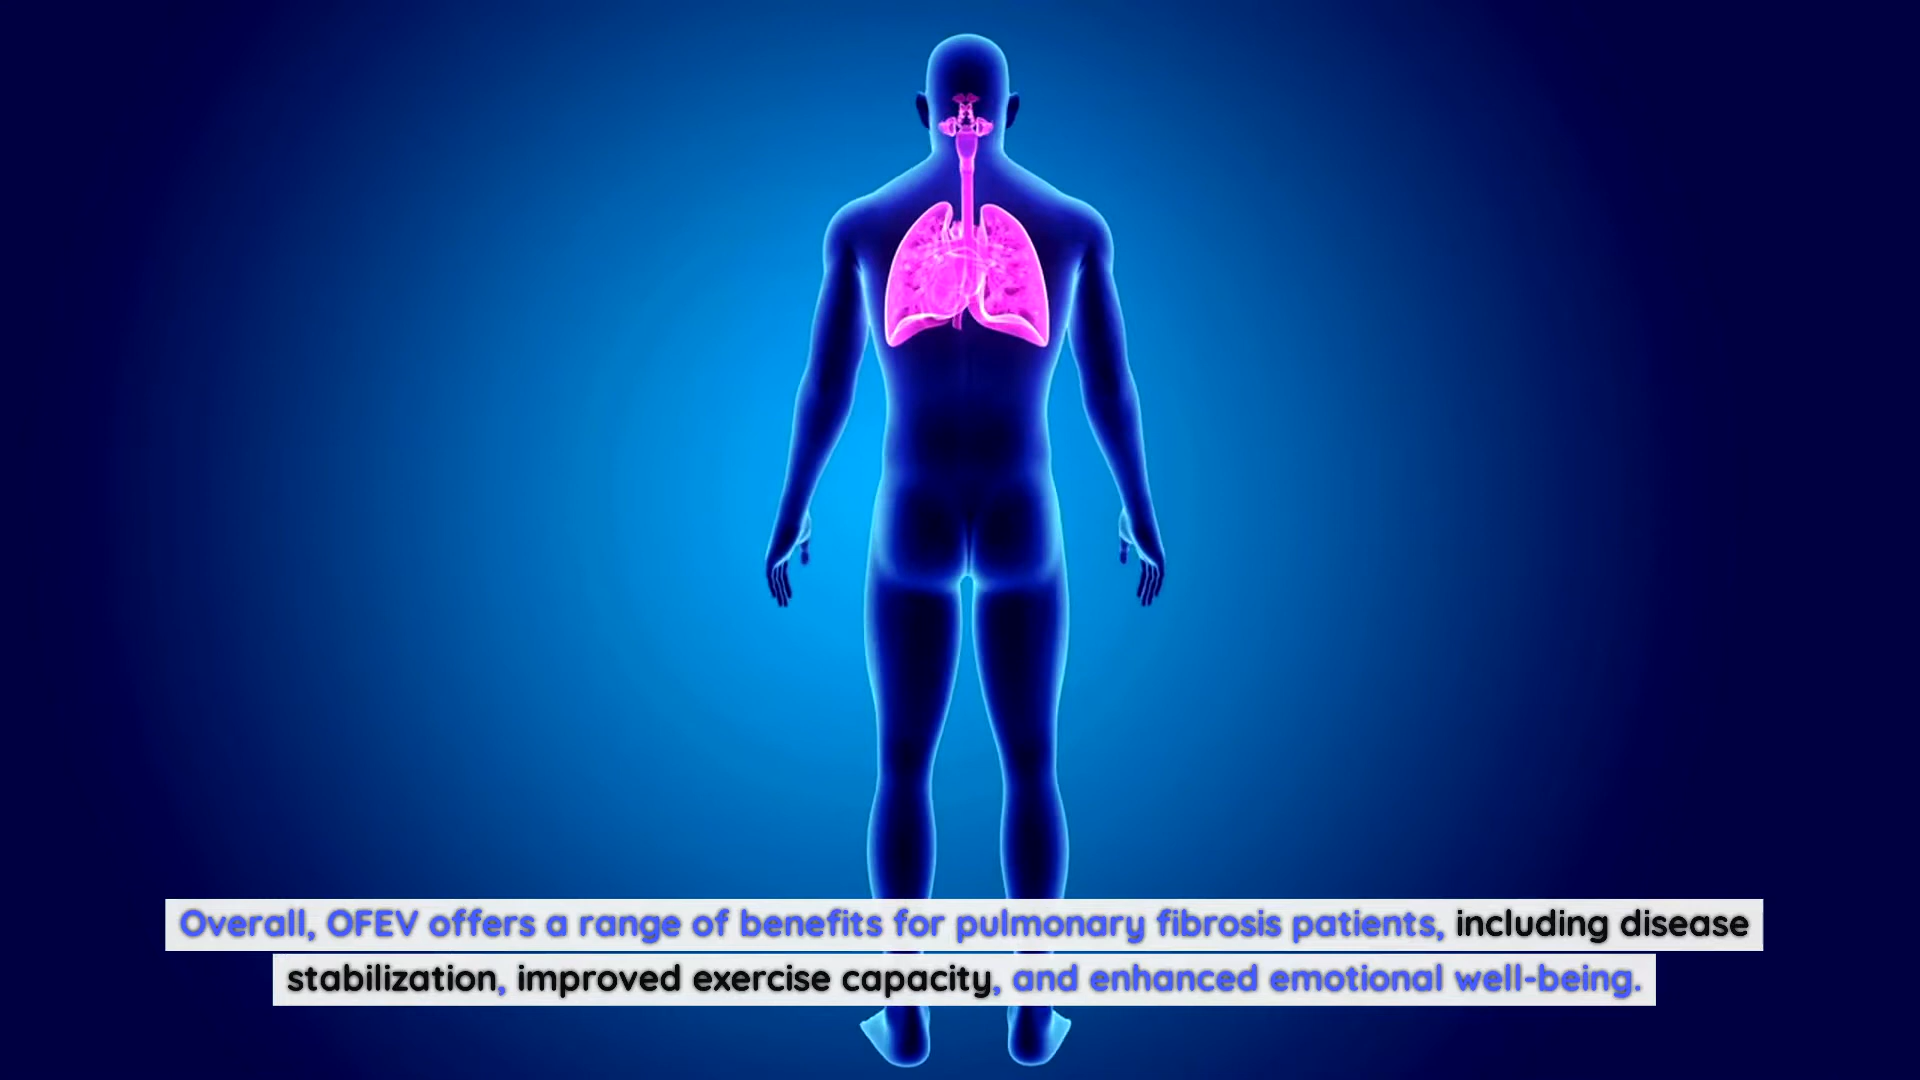 Overall, OFEV offers a range of benefits for pulmonary fibrosis patients, including disease
stabilization, improved exercise capacity, and enhanced emotional well-being.